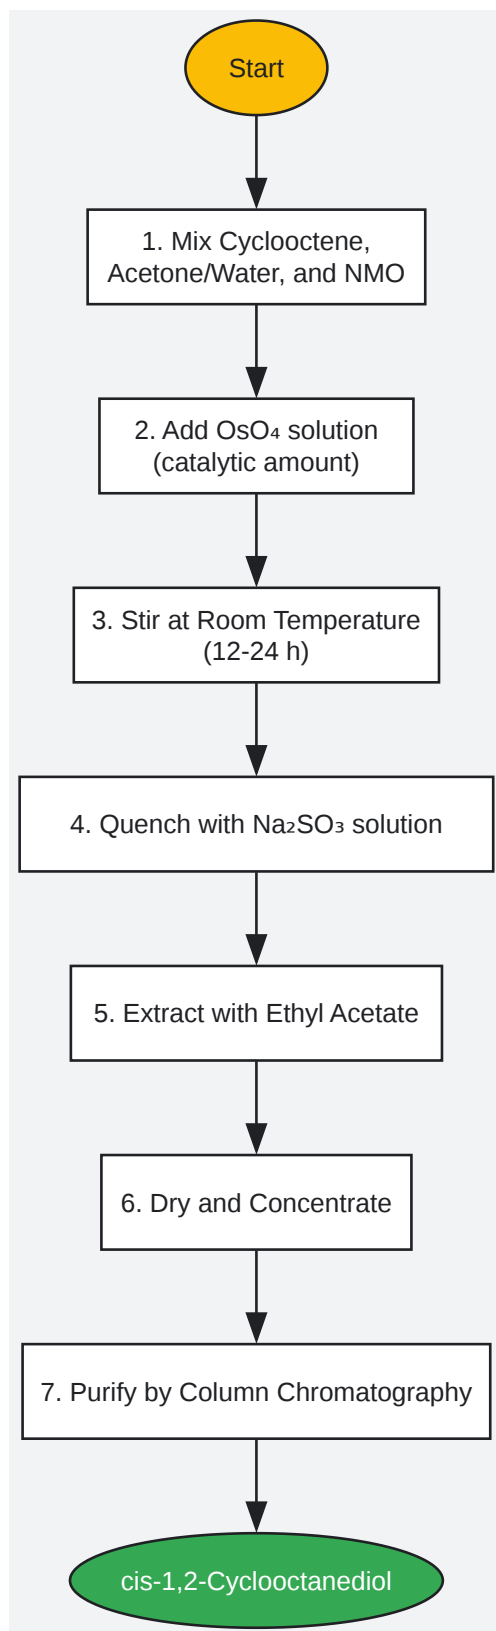 Start
1. Mix Cyclooctene,
Acetone/Water, and NMO
2. Add OsO₄ solution
(catalytic amount)
3. Stir at Room Temperature
(12-24 h)
4. Quench with Na₂SO₃ solution
5. Extract with Ethyl Acetate
6. Dry and Concentrate
7. Purify by Column Chromatography
cis-1,2-Cyclooctanediol